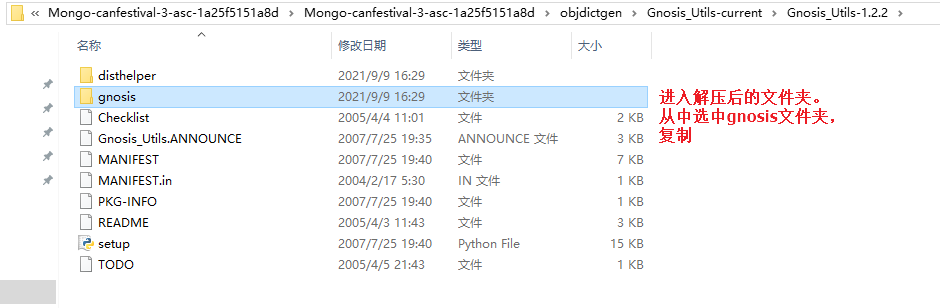 « Mongo-canfestival-3-asc-1a25f5151a8d > Mongo-canfestival-3-asc-1a25f5151a8d > objdictgen > Gnosis_Utils-current > Gnosis_Utils-1.2.2 >
名称 修改日期 类型 大小
disthelper 2021/9/9 16:29 文件夹
gnosis 2021/9/9 16:29 文件夹
Checklist 2005/4/4 11:01 文件 2 KB
Gnosis_Utils.ANNOUNCE 2007/7/25 19:35 ANNOUNCE 文件 3 KB
MANIFEST 2007/7/25 19:40 文件 7 KB
MANIFEST.in 2004/2/17 5:30 IN 文件 1 KB
PKG-INFO 2007/7/25 19:40 文件 1 KB
README 2005/4/3 11:43 文件 3 KB
setup 2007/7/25 19:40 Python File 15 KB
TODO 2005/4/5 21:43 文件 1 KB
进入解压后的文件夹。
从中选中gnosis文件夹，
复制